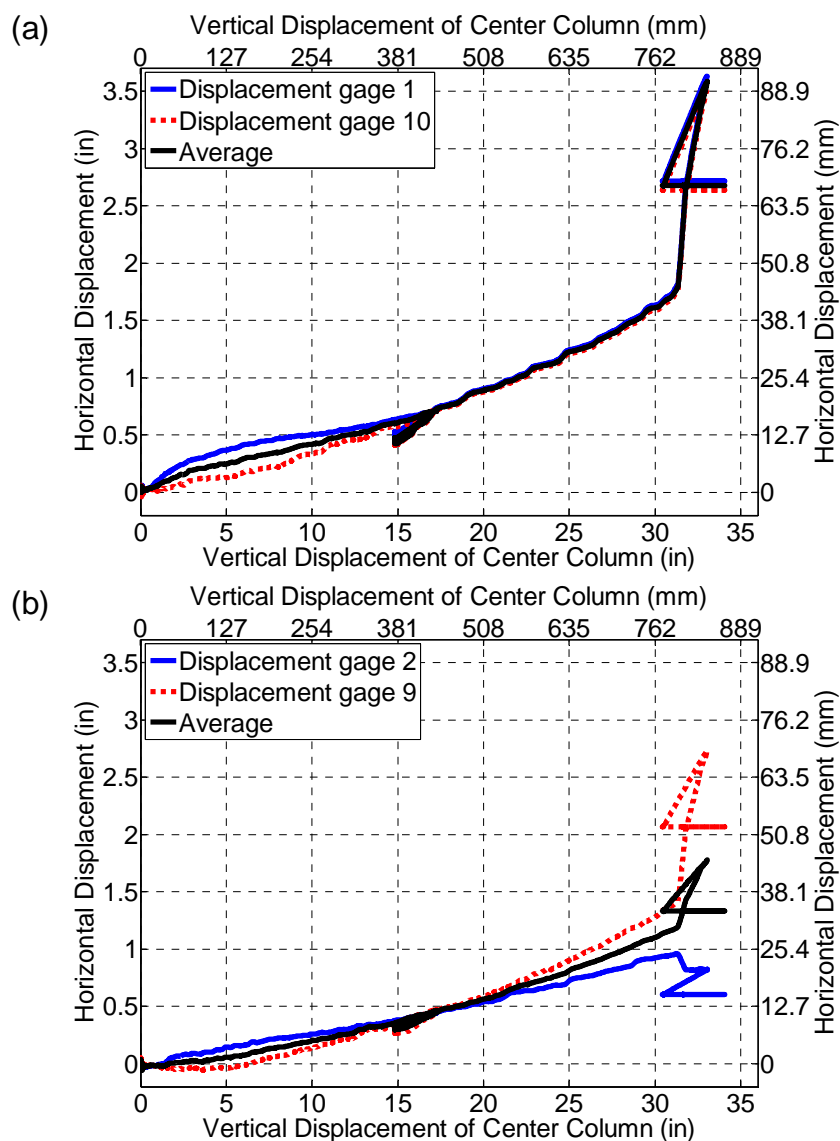 (a)
Vertical Displacement of Center Column (mm)
0 127 254 381 508 635 762 889
Displacement gage 1
Displacement gage 10
Average
Horizontal Displacement (in)
3.5
3
2.5
2
1.5
1
0.5
0
88.9
76.2
63.5
50.8
38.1
25.4
12.7
0
Horizontal Displacement (mm)
0 5 10 15 20 25 30 35
Vertical Displacement of Center Column (in)
(b)
Vertical Displacement of Center Column (mm)
0 127 254 381 508 635 762 889
Displacement gage 2
Displacement gage 9
Average
Horizontal Displacement (in)
3.5
3
2.5
2
1.5
1
0.5
0
88.9
76.2
63.5
50.8
38.1
25.4
12.7
0
Horizontal Displacement (mm)
0 5 10 15 20 25 30 35
Vertical Displacement of Center Column (in)